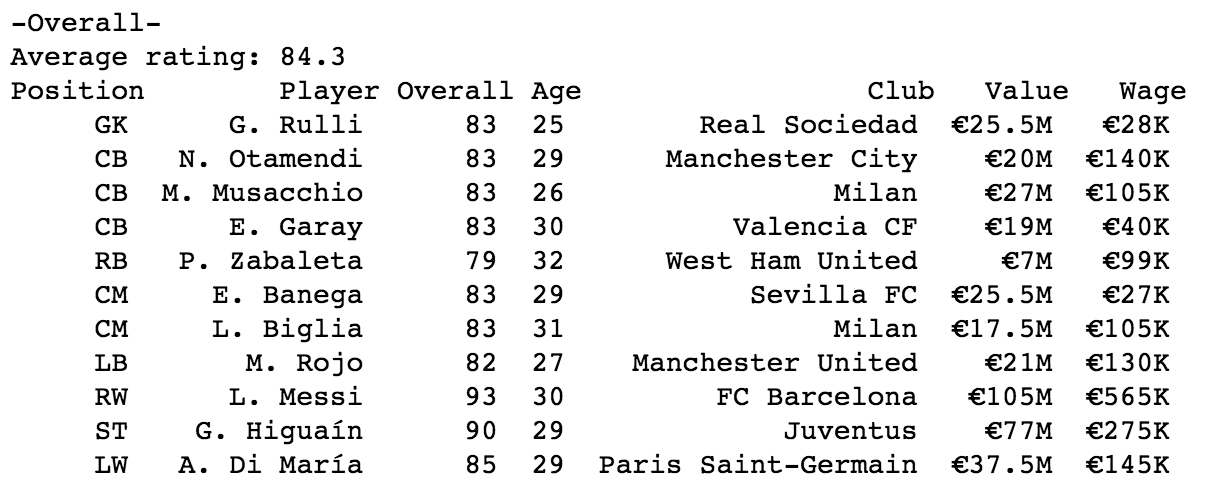 -Overall-
Average rating: 84.3
Position Player Overall Age Club Value Wage
GK G. Rulli 83 25 Real Sociedad €25.5M €28K
CB N. Otamendi 83 29 Manchester City €20M €140K
CB M. Musacchio 83 26 Milan €27M €105K
CB E. Garay 83 30 Valencia CF €19M €40K
RB P. Zabaleta 79 32 West Ham United €7M €99K
CM E. Banega 83 29 Sevilla FC €25.5M €27K
CM L. Biglia 83 31 Milan €17.5M €105K
LB M. Rojo 82 27 Manchester United €21M €130K
RW L. Messi 93 30 FC Barcelona €105M €565K
ST G. Higuaín 90 29 Juventus €77M €275K
LW A. Di María 85 29 Paris Saint-Germain €37.5M €145K